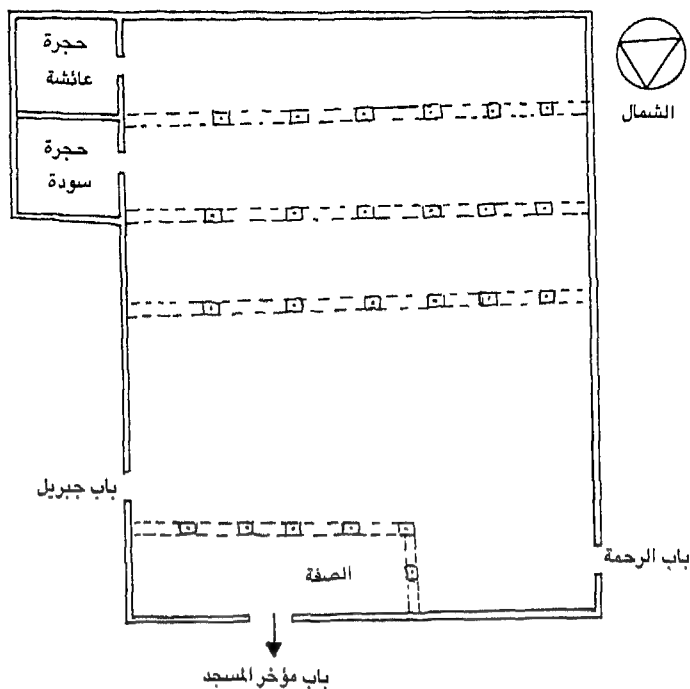 حجرة
عائشة
الشمال
حجرة
سودة
باب جبريل
الصفة
باب الرحمة
باب مؤخر المسجد